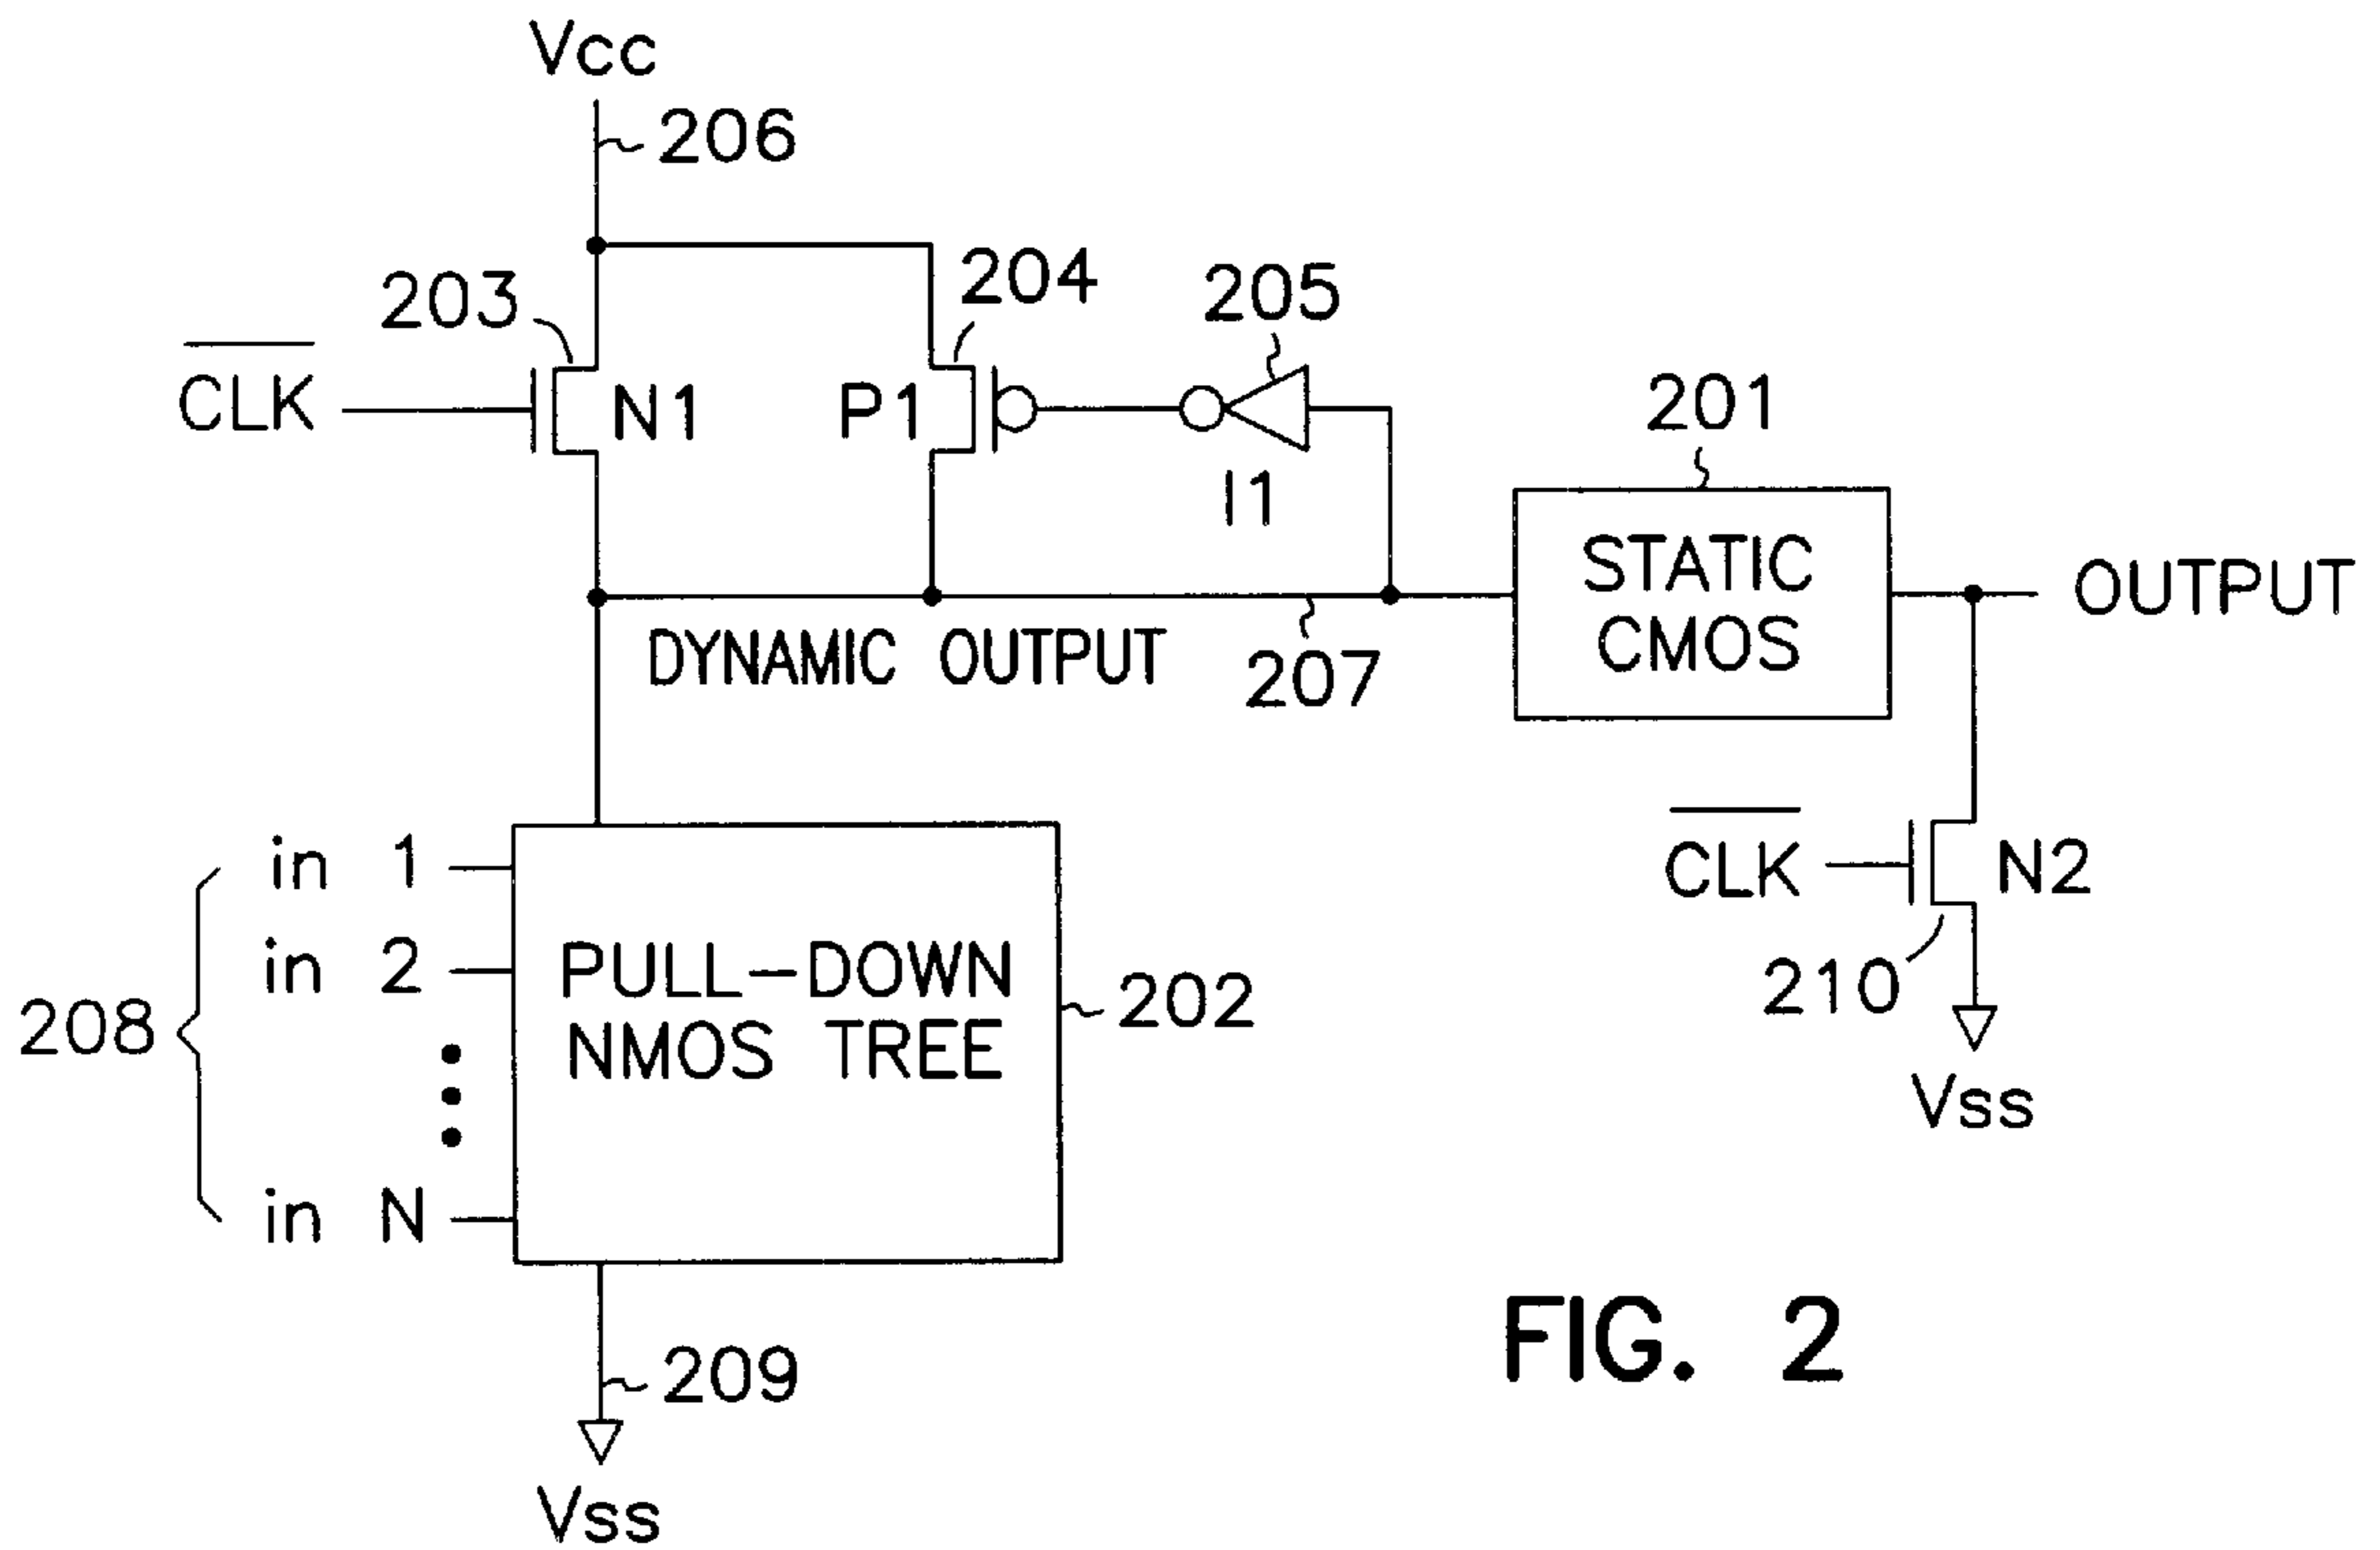 Vcc
206
203
204
205
CLK
N1
P1
I1
201
STATIC
CMOS
OUTPUT
DYNAMIC OUTPUT
207
in 1
in 2
in N
208
PULL-DOWN
NMOS TREE
202
CLK
N2
210
Vss
209
Vss
FIG. 2